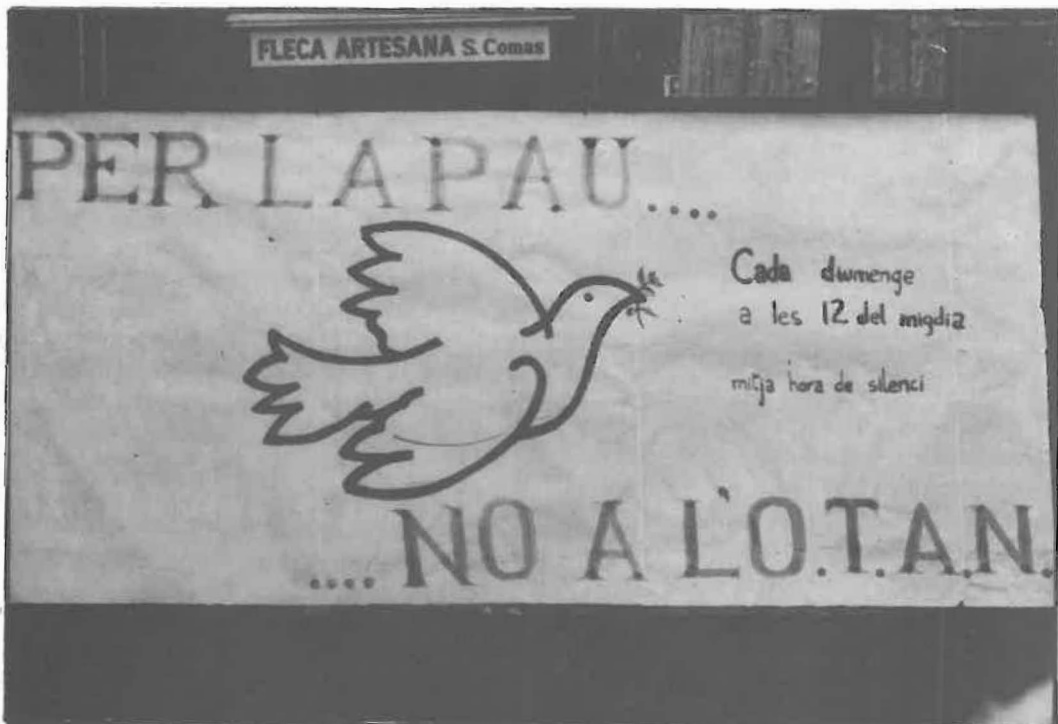 FLECA ARTESANA S. Comas
PER LA PAU....
Cada diumenge
a les 12 del migdia
mitja hora de silenci
....NO A L'O.T.A.N.